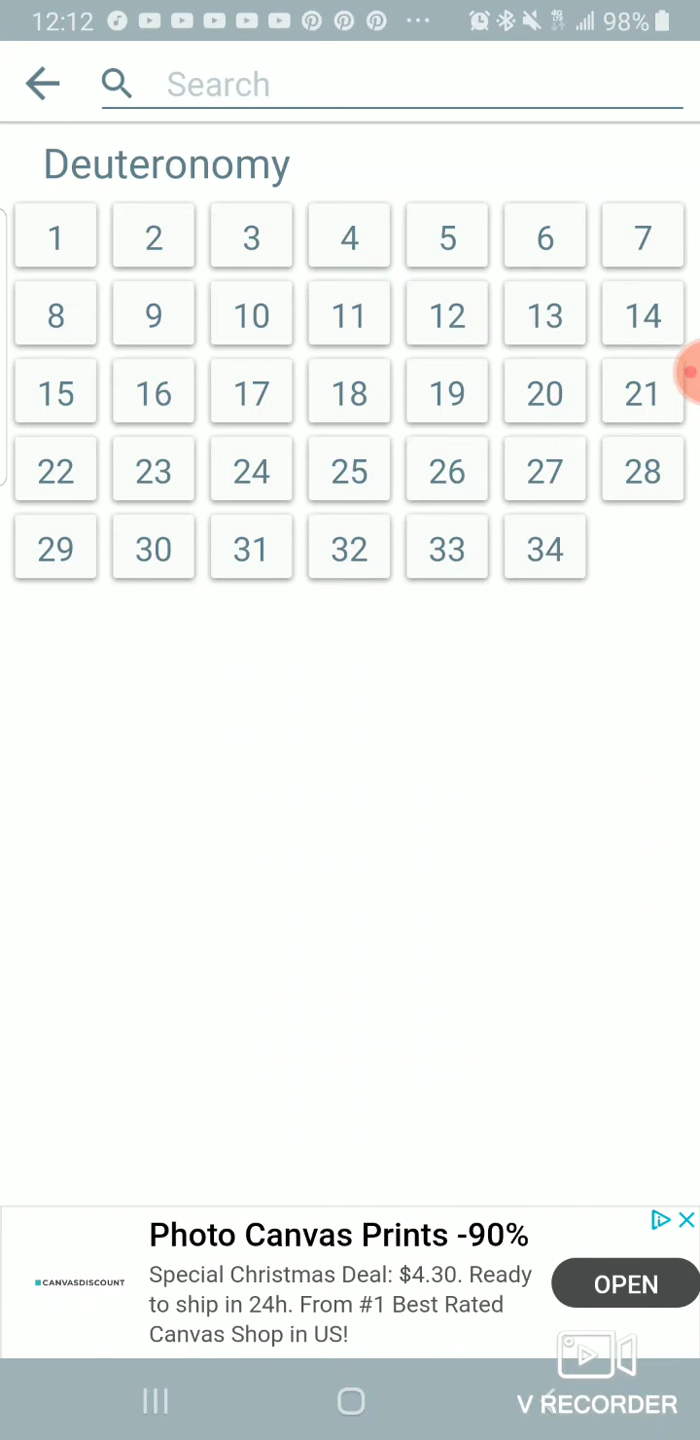 12:12 98%
Search
Deuteronomy
1 2 3 4 5 6 7
8 9 10 11 12 13 14
15 16 17 18 19 20 21
22 23 24 25 26 27 28
29 30 31 32 33 34
Photo Canvas Prints -90%
CANVASDISCOUNT
Special Christmas Deal: $4.30. Ready
to ship in 24h. From #1 Best Rated
Canvas Shop in US!
OPEN
V RECORDER